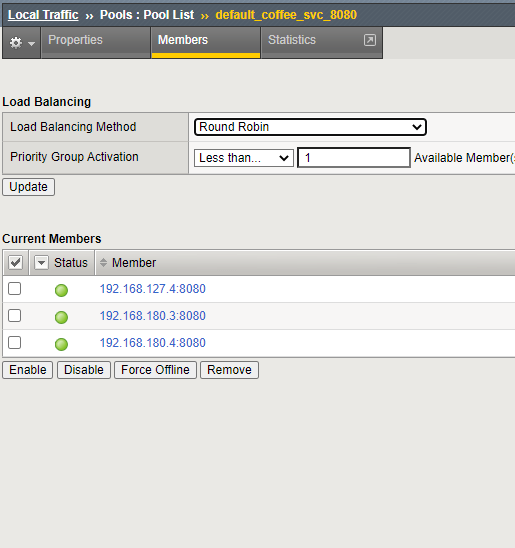 Local Traffic ›› Pools : Pool List ›› default_coffee_svc_8080
Properties Members Statistics
Load Balancing
Load Balancing Method Round Robin
Priority Group Activation Less than... 1 Available Member(s
Update
Current Members
Status Member
192.168.127.4:8080
192.168.180.3:8080
192.168.180.4:8080
Enable Disable Force Offline Remove